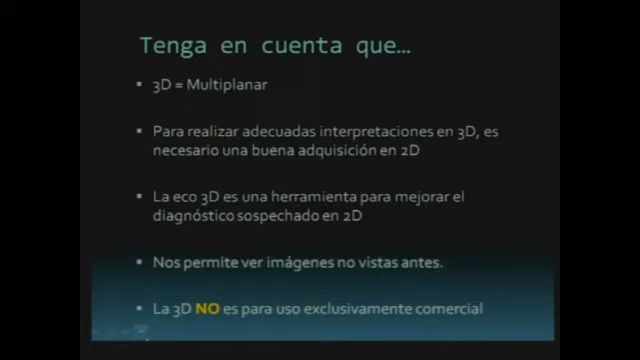 Tenga en cuenta que…
▪ 3D = Multiplanar
▪ Para realizar adecuadas interpretaciones en 3D, es
necesario una buena adquisición en 2D
▪ La eco 3D es una herramienta para mejorar el
diagnóstico sospechado en 2D
▪ Nos permite ver imágenes no vistas antes.
▪ La 3D NO es para uso exclusivamente comercial